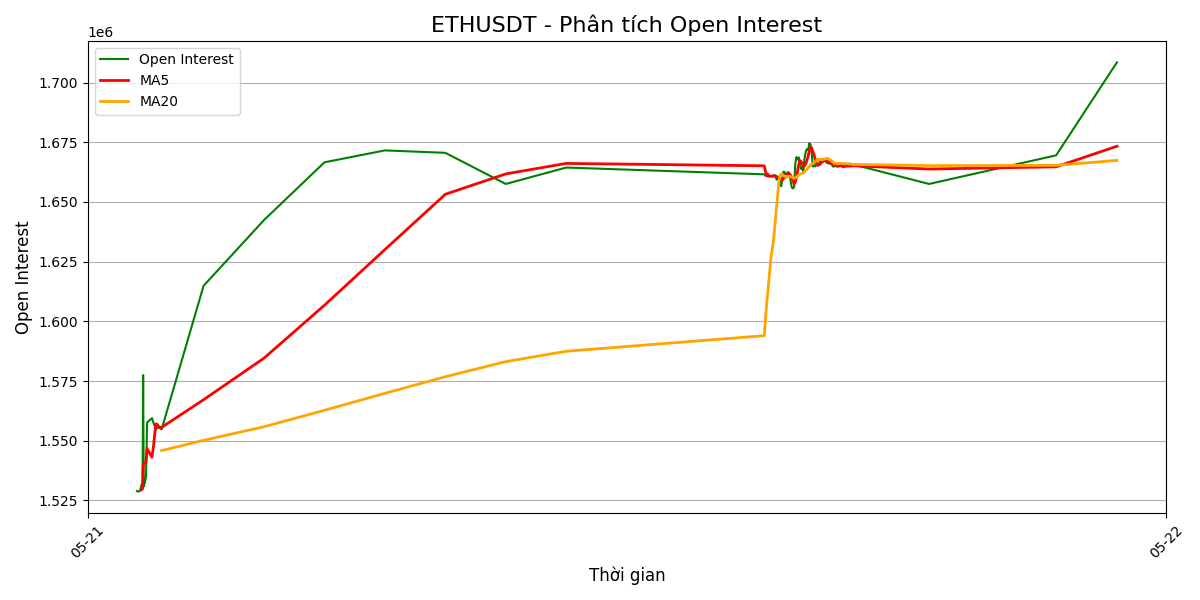 ETHUSDT - Phân tích Open Interest
1e6
Open Interest
MA5
MA20
1.700
1.675
1.650
1.625
1.600
1.575
1.550
1.525
Open Interest
05-21
05-22
Thời gian